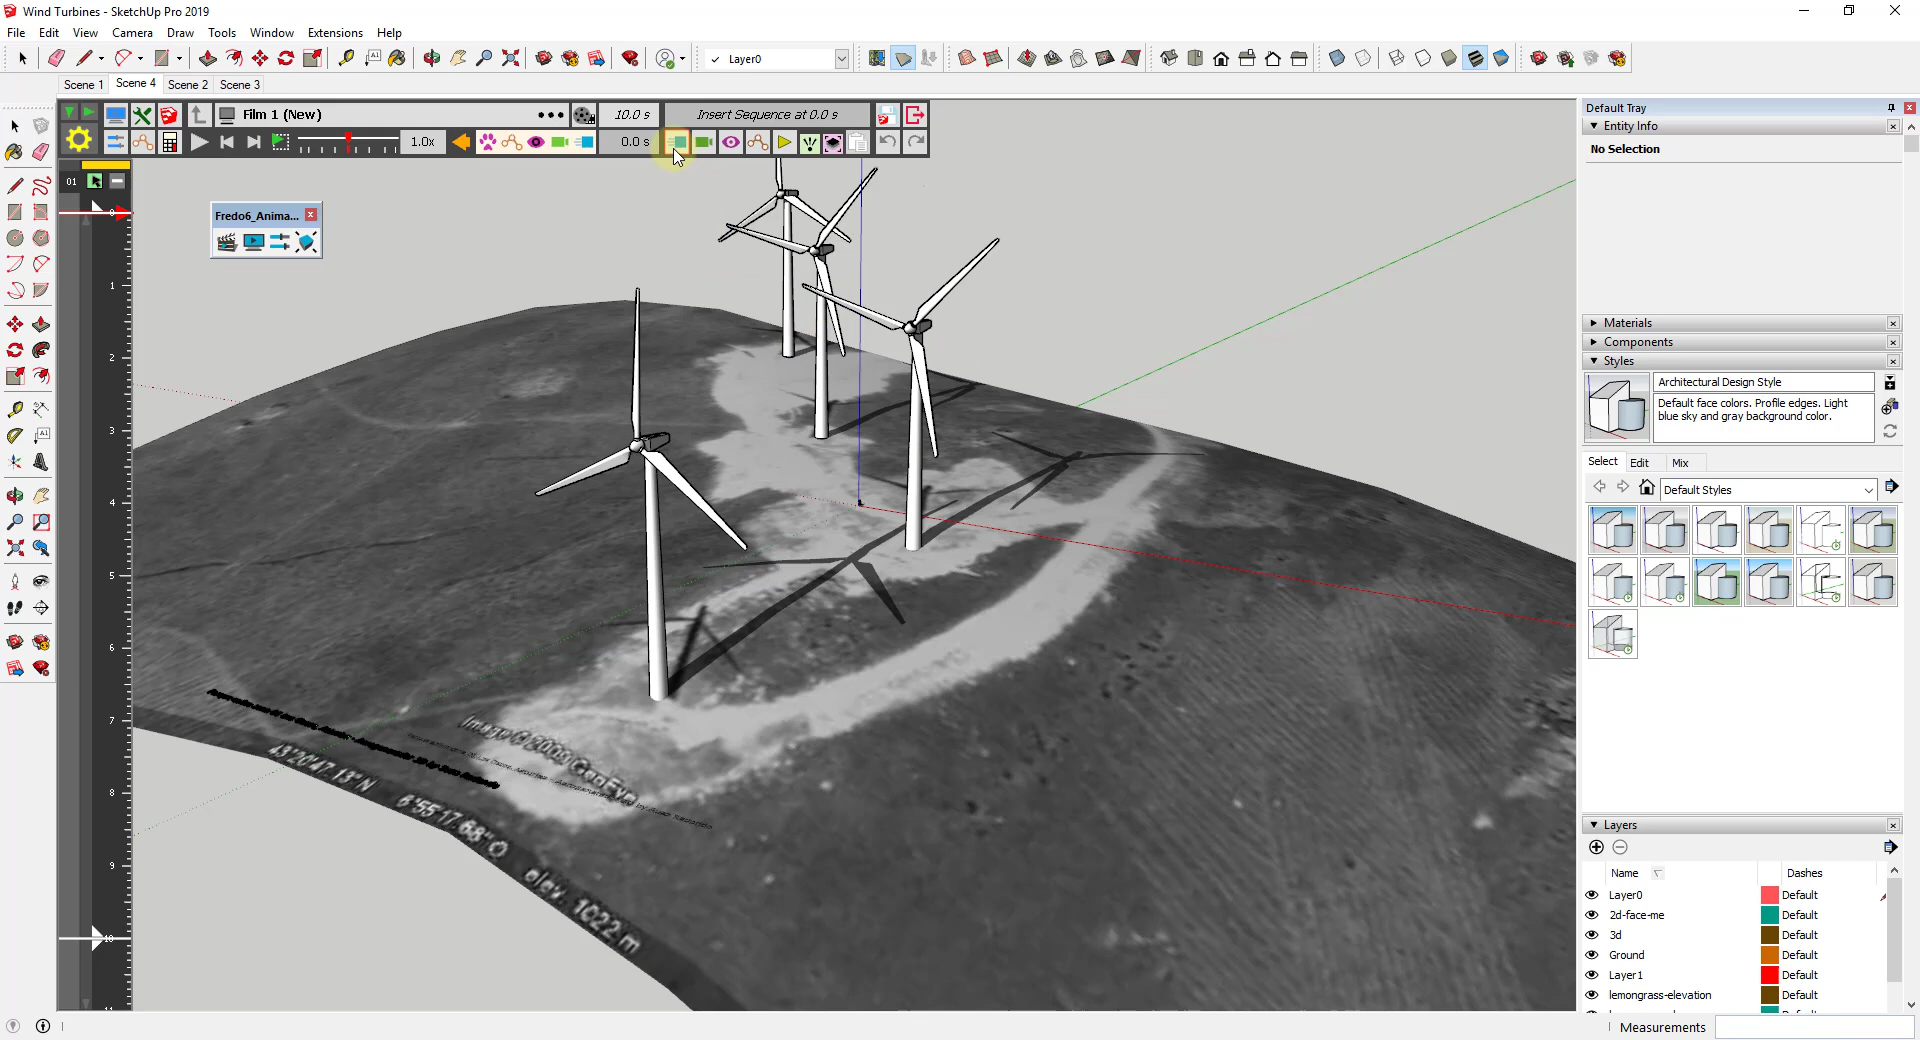 Wind Turbines - SketchUp Pro 2019
File Edit View Camera Draw Tools Window Extensions Help
Layer0
Scene 1 Scene 4 Scene 2 Scene 3
Film 1 (New) 10.0 s Insert Sequence at 0.0 s
1.0x 0.0 s
01
0
1
2
3
4
5
6
7
8
9
10
11
Fredo6_Anima...
Image © 2009 GeoEye
43°20'47.13"N 6°55'17.68"O elev. 1022 m
Default Tray
Entity Info
No Selection
Materials
Components
Styles
Architectural Design Style
Default face colors. Profile edges. Light
blue sky and gray background color.
Select Edit Mix
Default Styles
Layers
Name Dashes
Layer0 Default
2d-face-me Default
3d Default
Ground Default
Layer1 Default
lemongrass-elevation Default
Measurements